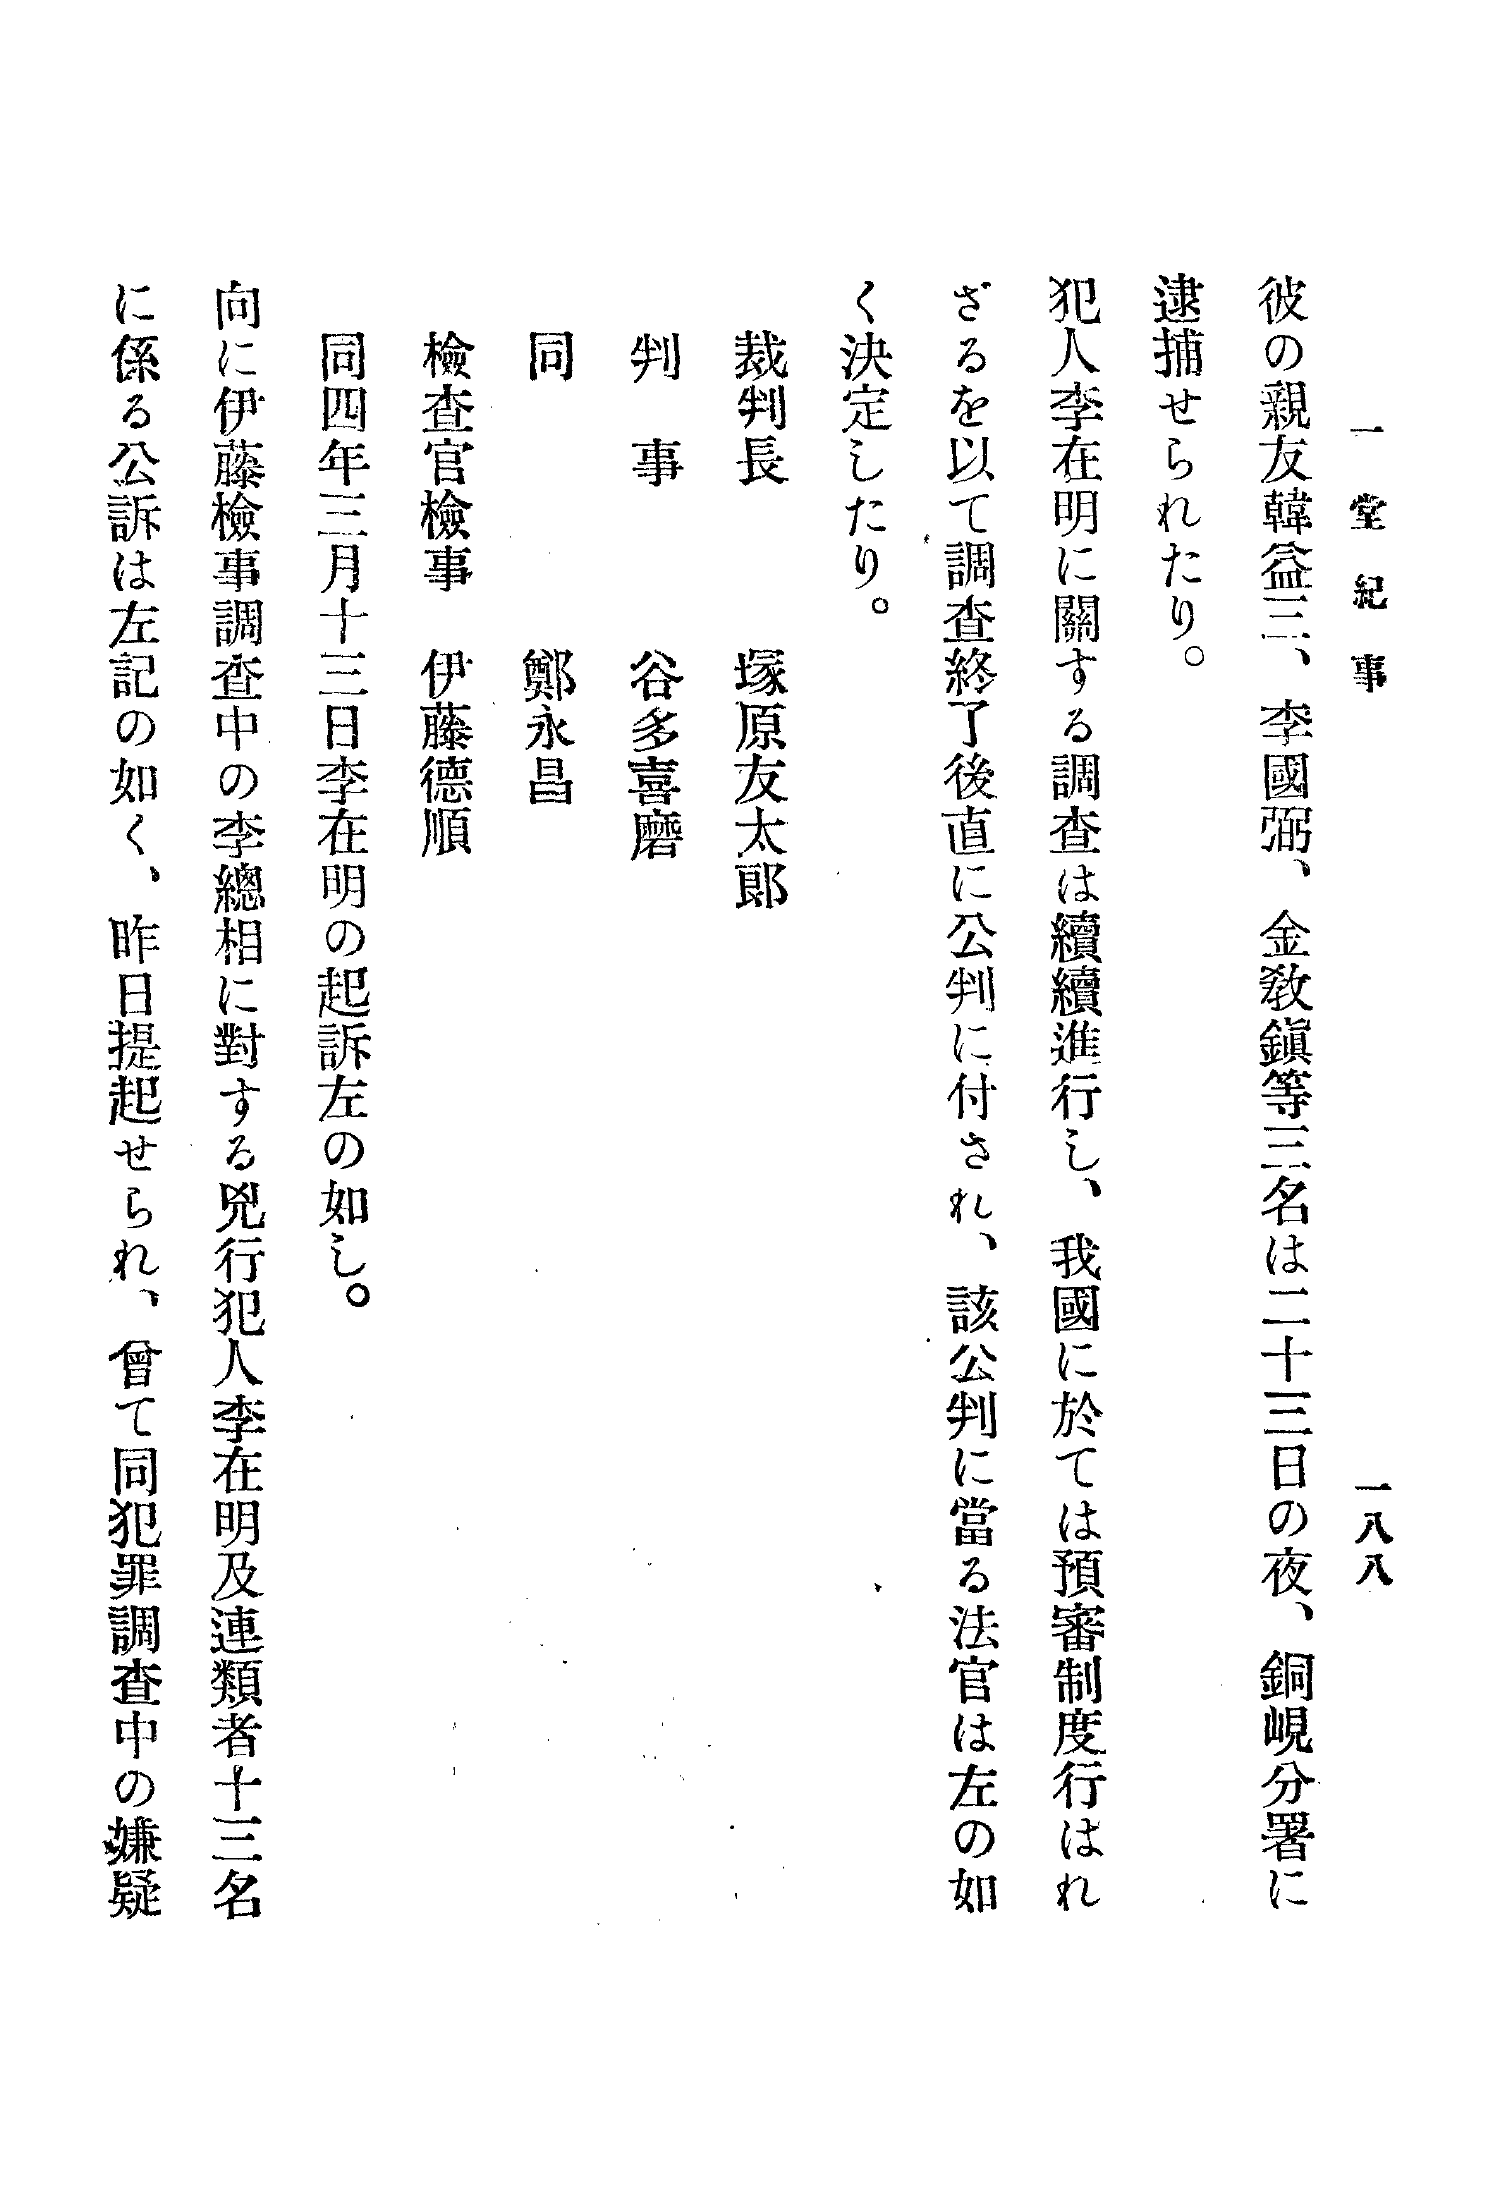 一堂紀事
一八八
彼の親友韓益三、李國弼、金敎鎭等三名は二十三日の夜、銅峴分署に
逮捕せられたり。
犯人李在明に關する調査は續續進行し、我國に於ては預審制度行はれ
ざるを以て調査終了後直に公判に付され、該公判に當る法官は左の如
く決定したり。
裁判長　塚原友太郎
判事　谷多喜磨
同　鄭永昌
檢査官檢事　伊藤德順
同四年三月十三日李在明の起訴左の如し。
向に伊藤檢事調査中の李總相に對する兇行犯人李在明及連類者十三名
に係る公訴は左記の如く、昨日提起せられ、曾て同犯罪調査中の嫌疑